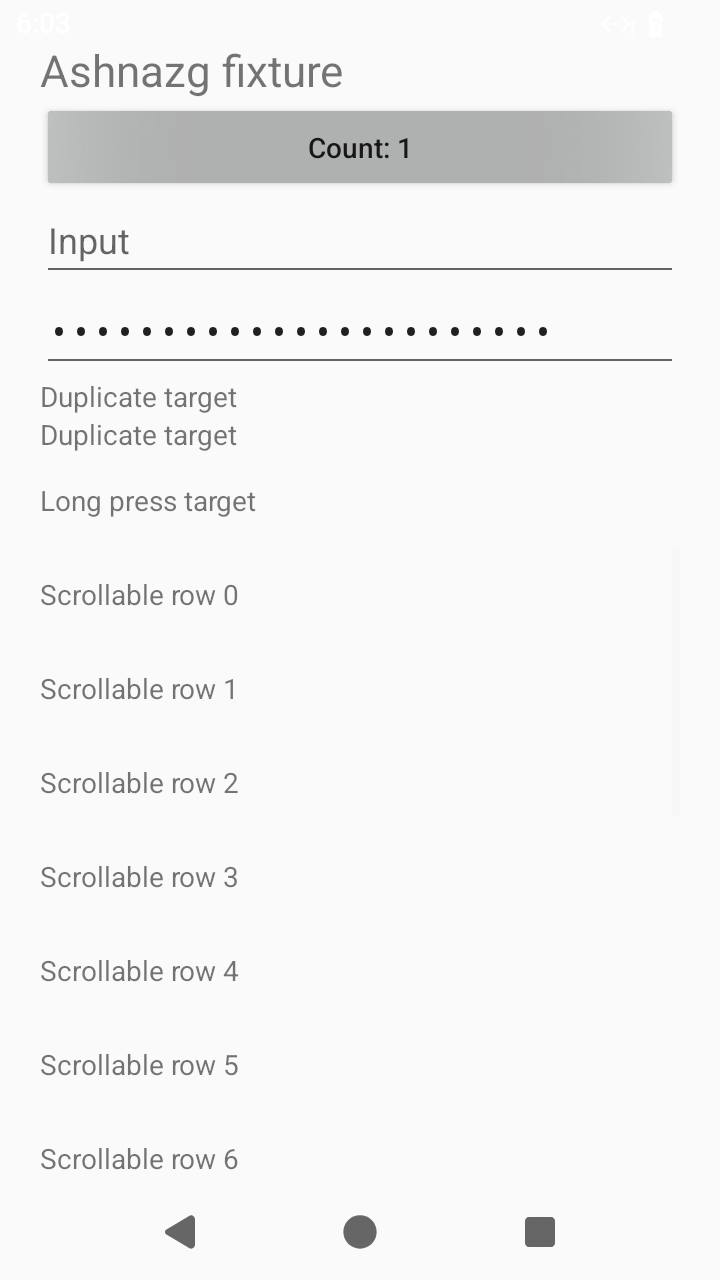 6:03
Ashnazg fixture
Count: 1
Input
•••••••••••••••••••••••
Duplicate target
Duplicate target
Long press target
Scrollable row 0
Scrollable row 1
Scrollable row 2
Scrollable row 3
Scrollable row 4
Scrollable row 5
Scrollable row 6